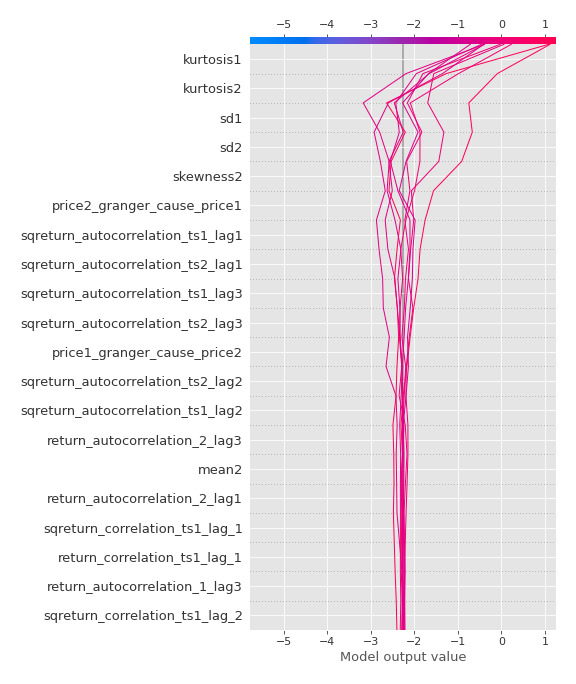 −5 −4 −3 −2 −1 0 1
kurtosis1
kurtosis2
sd1
sd2
skewness2
price2_granger_cause_price1
sqreturn_autocorrelation_ts1_lag1
sqreturn_autocorrelation_ts2_lag1
sqreturn_autocorrelation_ts1_lag3
sqreturn_autocorrelation_ts2_lag3
price1_granger_cause_price2
sqreturn_autocorrelation_ts2_lag2
sqreturn_autocorrelation_ts1_lag2
return_autocorrelation_2_lag3
mean2
return_autocorrelation_2_lag1
sqreturn_correlation_ts1_lag_1
return_correlation_ts1_lag_1
return_autocorrelation_1_lag3
sqreturn_correlation_ts1_lag_2
−5 −4 −3 −2 −1 0 1
Model output value